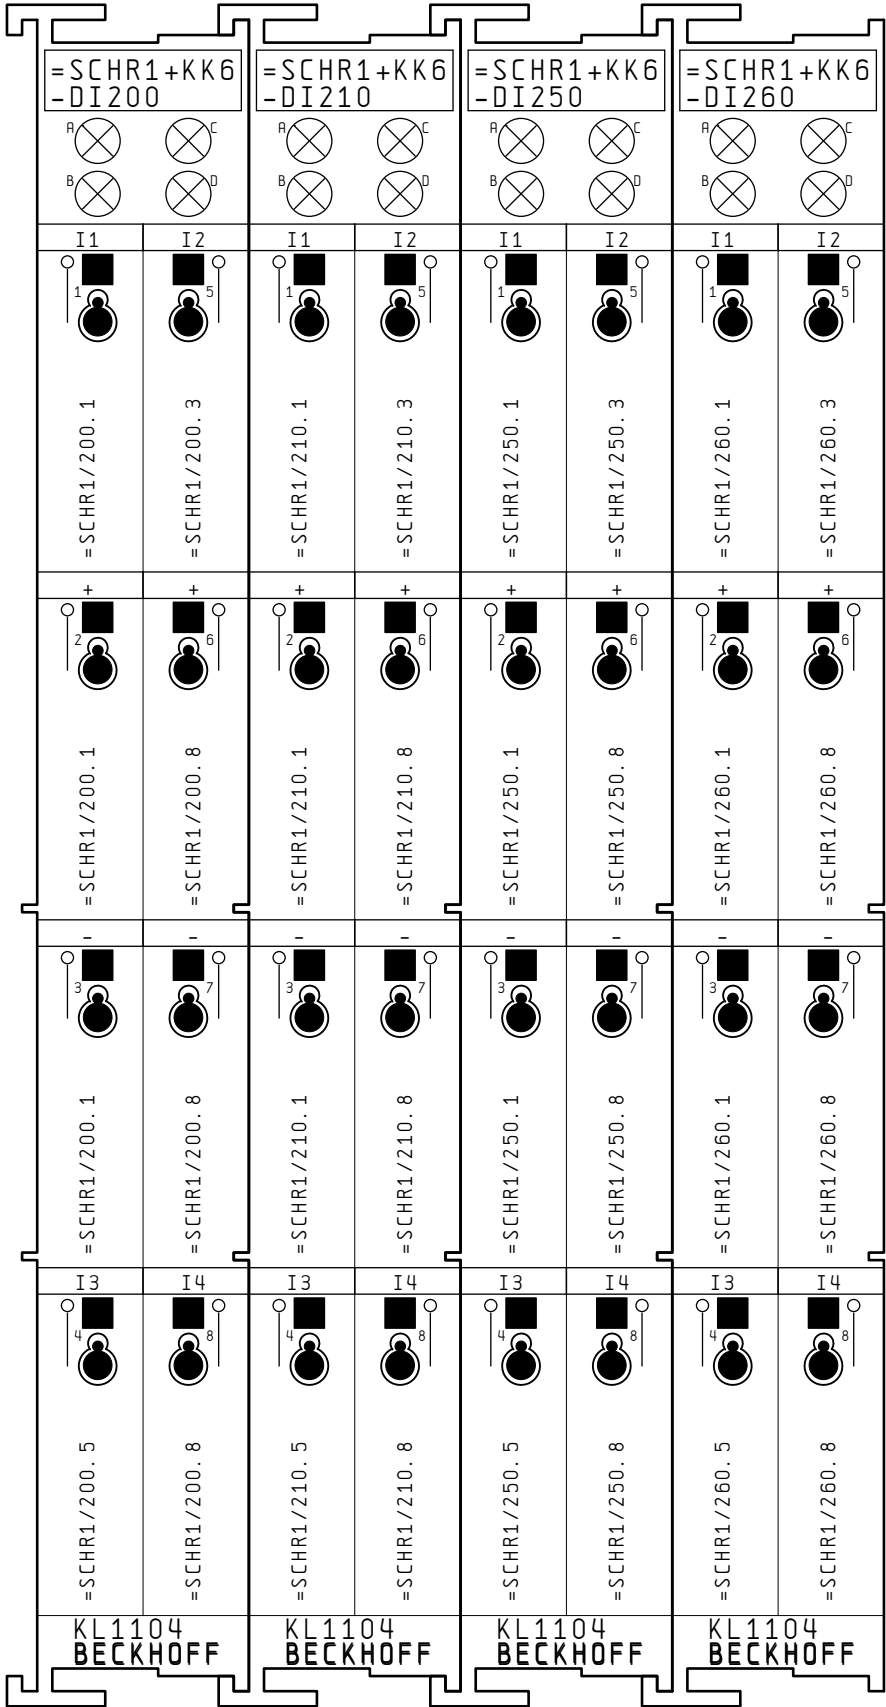 =SCHR1+KK6 =SCHR1+KK6 =SCHR1+KK6 =SCHR1+KK6
-DI200 -DI210 -DI250 -DI260
A C A C A C A C
B D B D B D B D
I1 I2 I1 I2 I1 I2 I1 I2
1 5 1 5 1 5 1 5
=SCHR1/200.1 =SCHR1/200.3 =SCHR1/210.1 =SCHR1/210.3 =SCHR1/250.1 =SCHR1/250.3 =SCHR1/260.1 =SCHR1/260.3
+ + + + + + + +
2 6 2 6 2 6 2 6
=SCHR1/200.1 =SCHR1/200.8 =SCHR1/210.1 =SCHR1/210.8 =SCHR1/250.1 =SCHR1/250.8 =SCHR1/260.1 =SCHR1/260.8
- - - - - - - -
3 7 3 7 3 7 3 7
=SCHR1/200.1 =SCHR1/200.8 =SCHR1/210.1 =SCHR1/210.8 =SCHR1/250.1 =SCHR1/250.8 =SCHR1/260.1 =SCHR1/260.8
I3 I4 I3 I4 I3 I4 I3 I4
4 8 4 8 4 8 4 8
=SCHR1/200.5 =SCHR1/200.8 =SCHR1/210.5 =SCHR1/210.8 =SCHR1/250.5 =SCHR1/250.8 =SCHR1/260.5 =SCHR1/260.8
KL1104 KL1104 KL1104 KL1104
BECKHOFF BECKHOFF BECKHOFF BECKHOFF